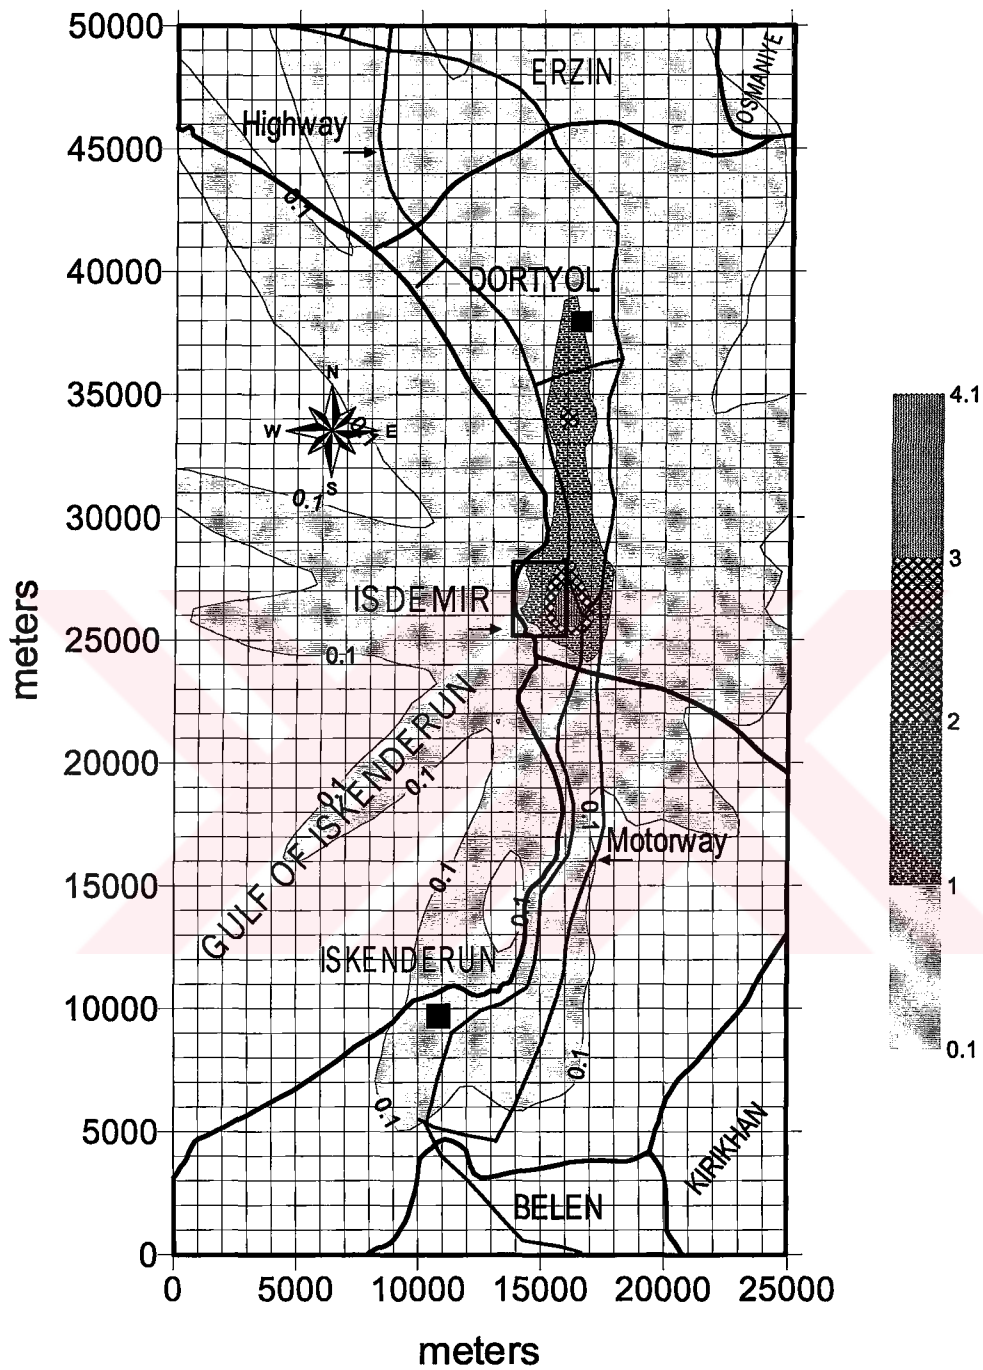 50000
45000
40000
35000
30000
25000
20000
15000
10000
5000
0
meters
0
5000
10000
15000
20000
25000
meters
ERZIN
OSMANIYE
Highway
0.1
DORTYOL
N
W
E
S
0.1
0.1
ISDEMIR
0.1
GULF OF ISKENDERUN
0.1
0.1
0.1
Motorway
0.1
0.1
ISKENDERUN
0.1
0.1
KIRIKHAN
BELEN
4.1
3
2
1
0.1